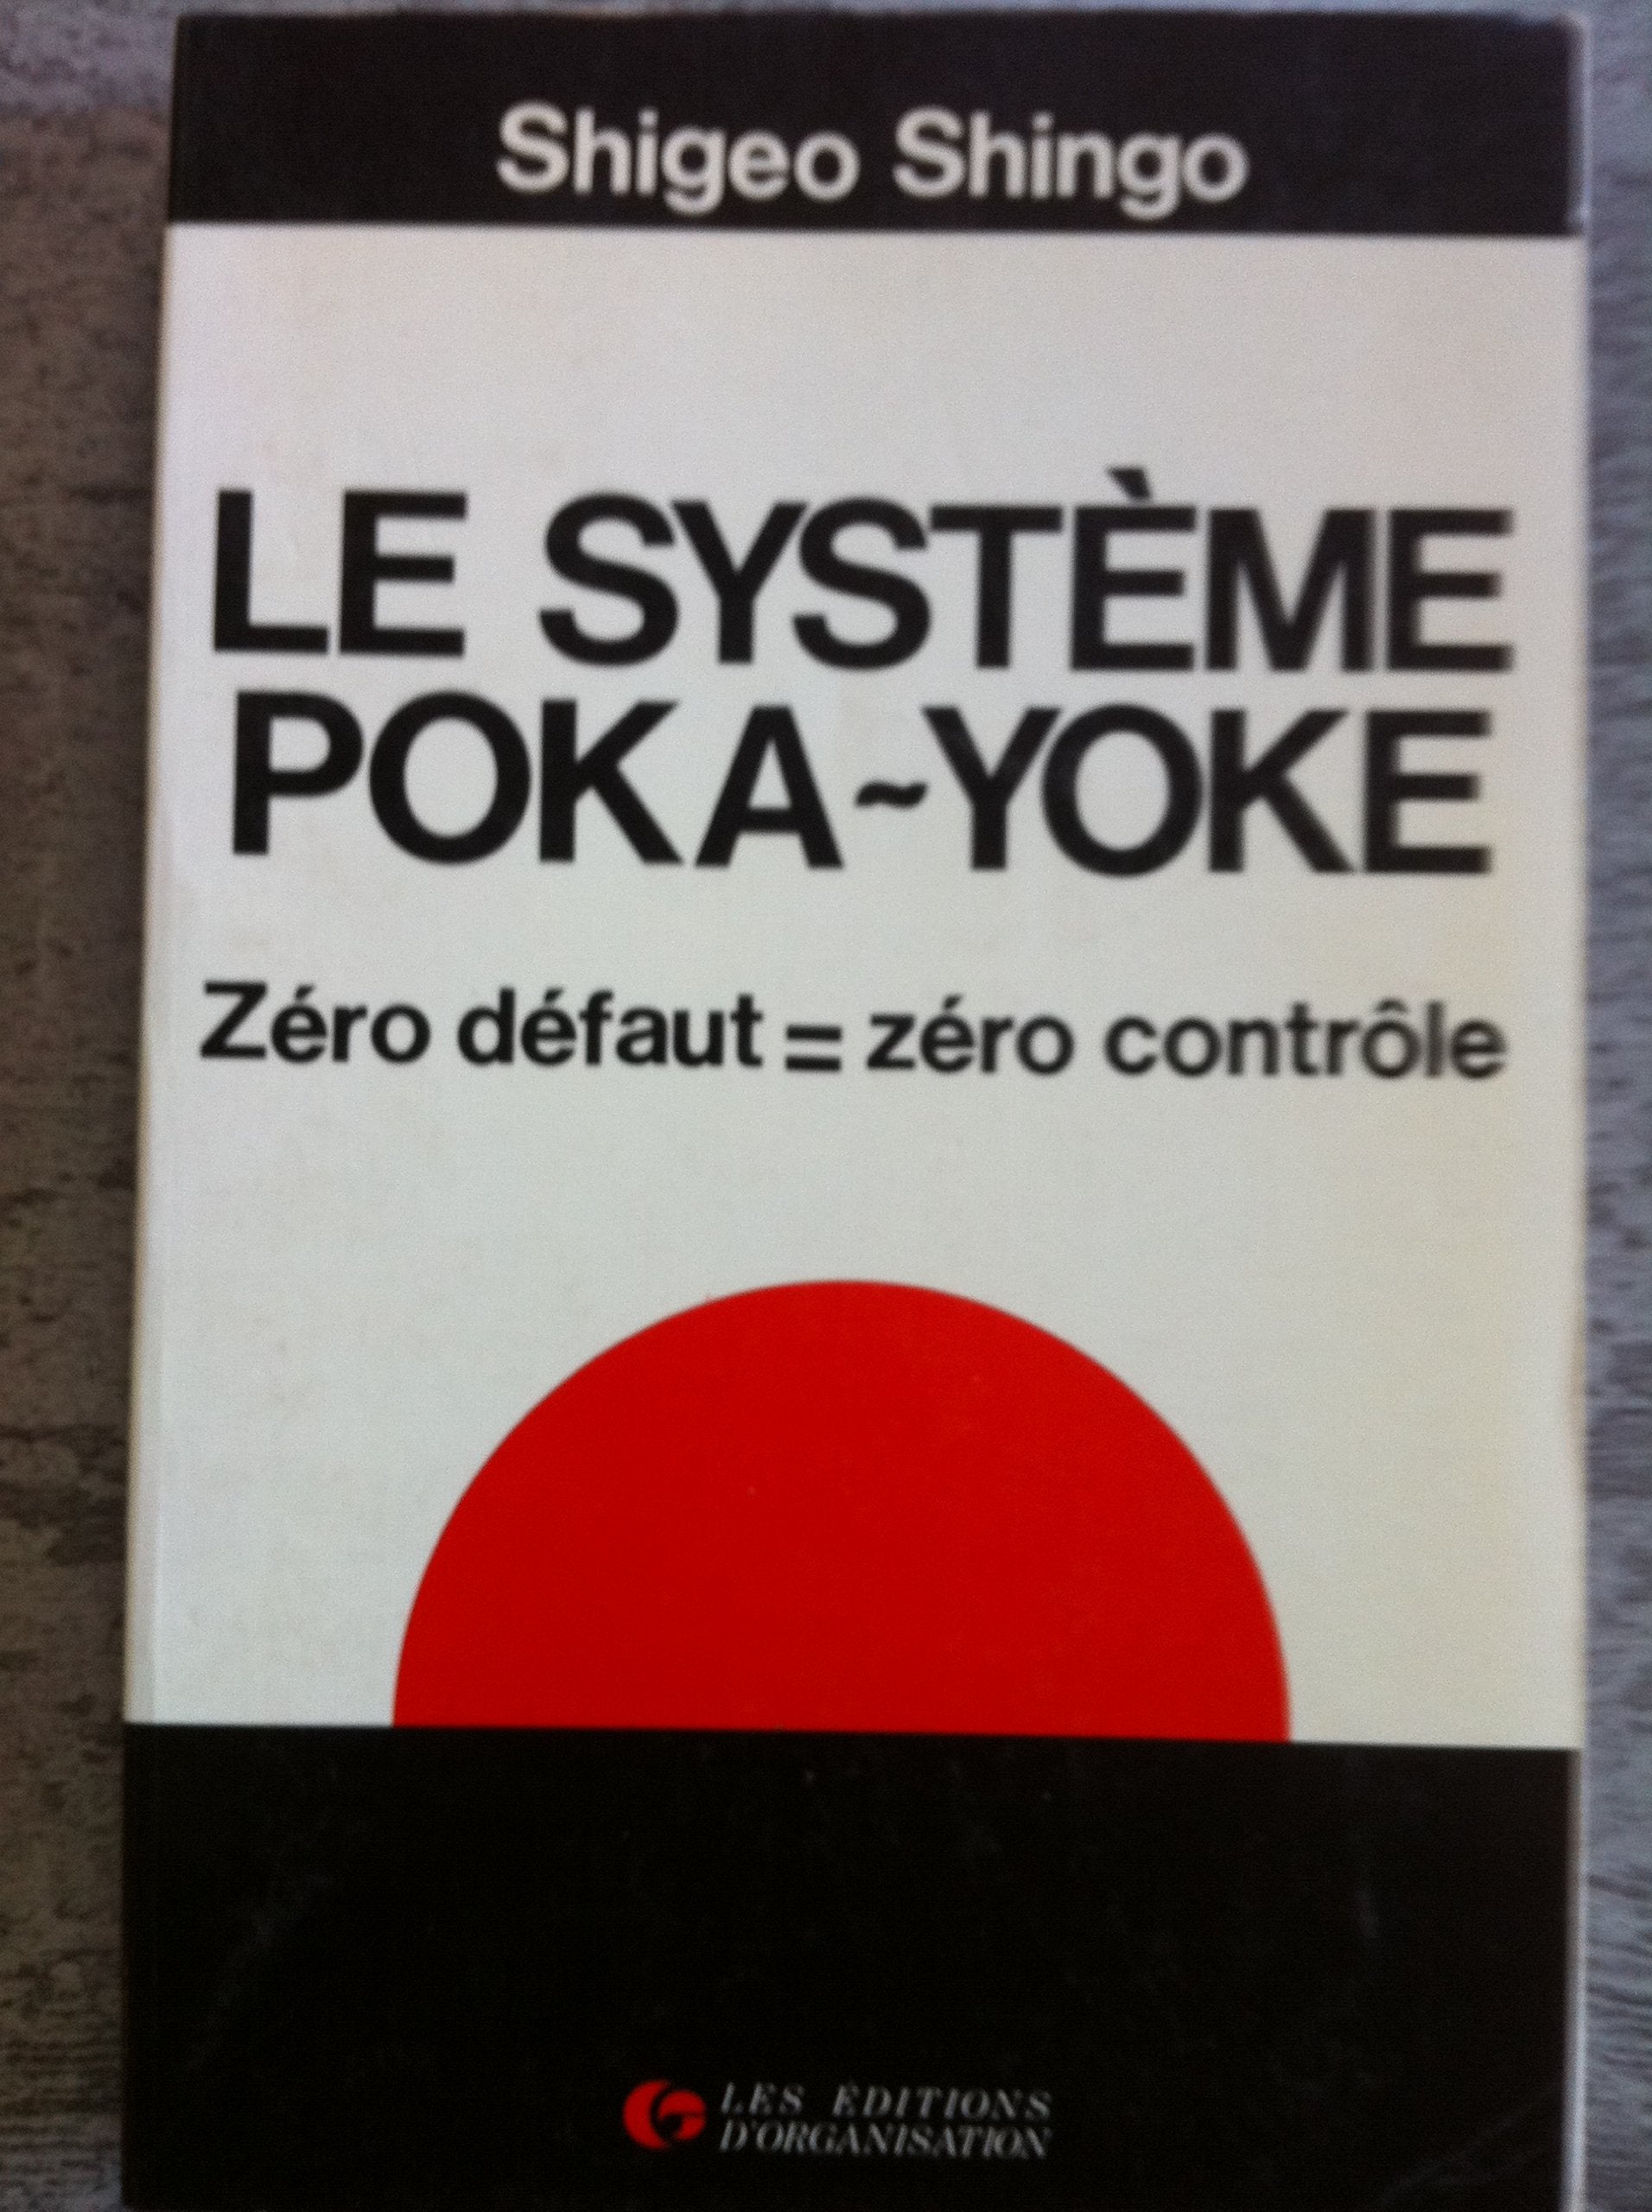 Shigeo Shingo
LE SYSTÈME
POKA~YOKE
Zéro défaut = zéro contrôle
LES ÉDITIONS
D'ORGANISATION